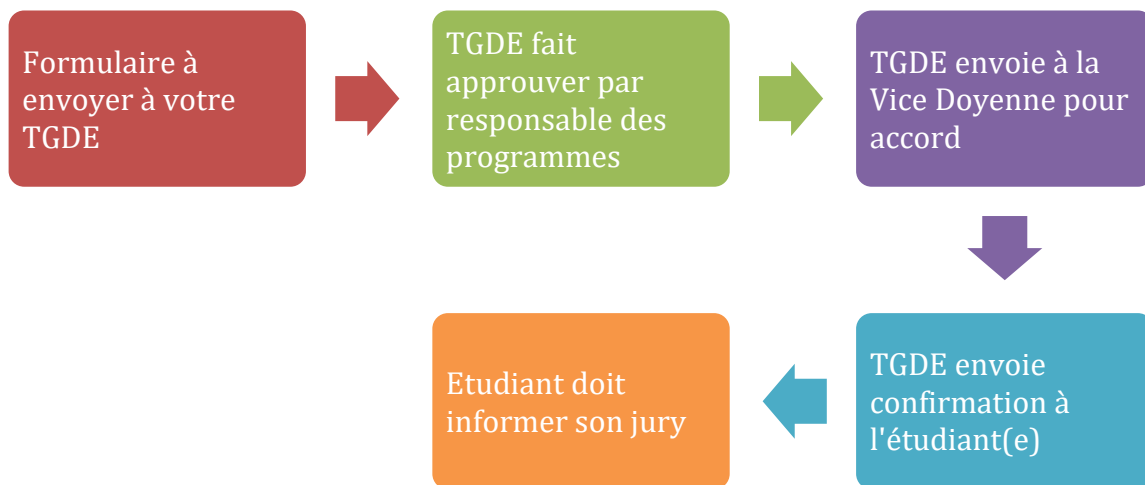 Formulaire à
envoyer à votre
TGDE
TGDE fait
approuver par
responsable des
programmes
TGDE envoie à la
Vice Doyenne pour
accord
TGDE envoie
confirmation à
l'étudiant(e)
Etudiant doit
informer son jury